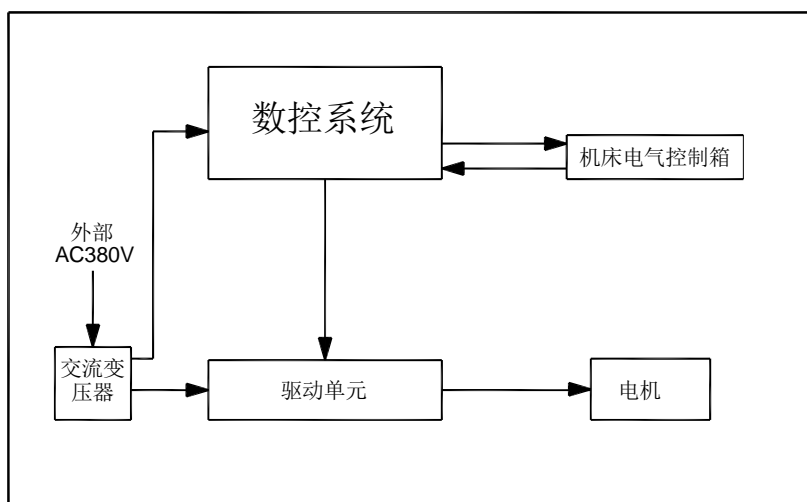 数控系统
机床电气控制箱
外部
AC380V
交流变
压器
驱动单元
电机